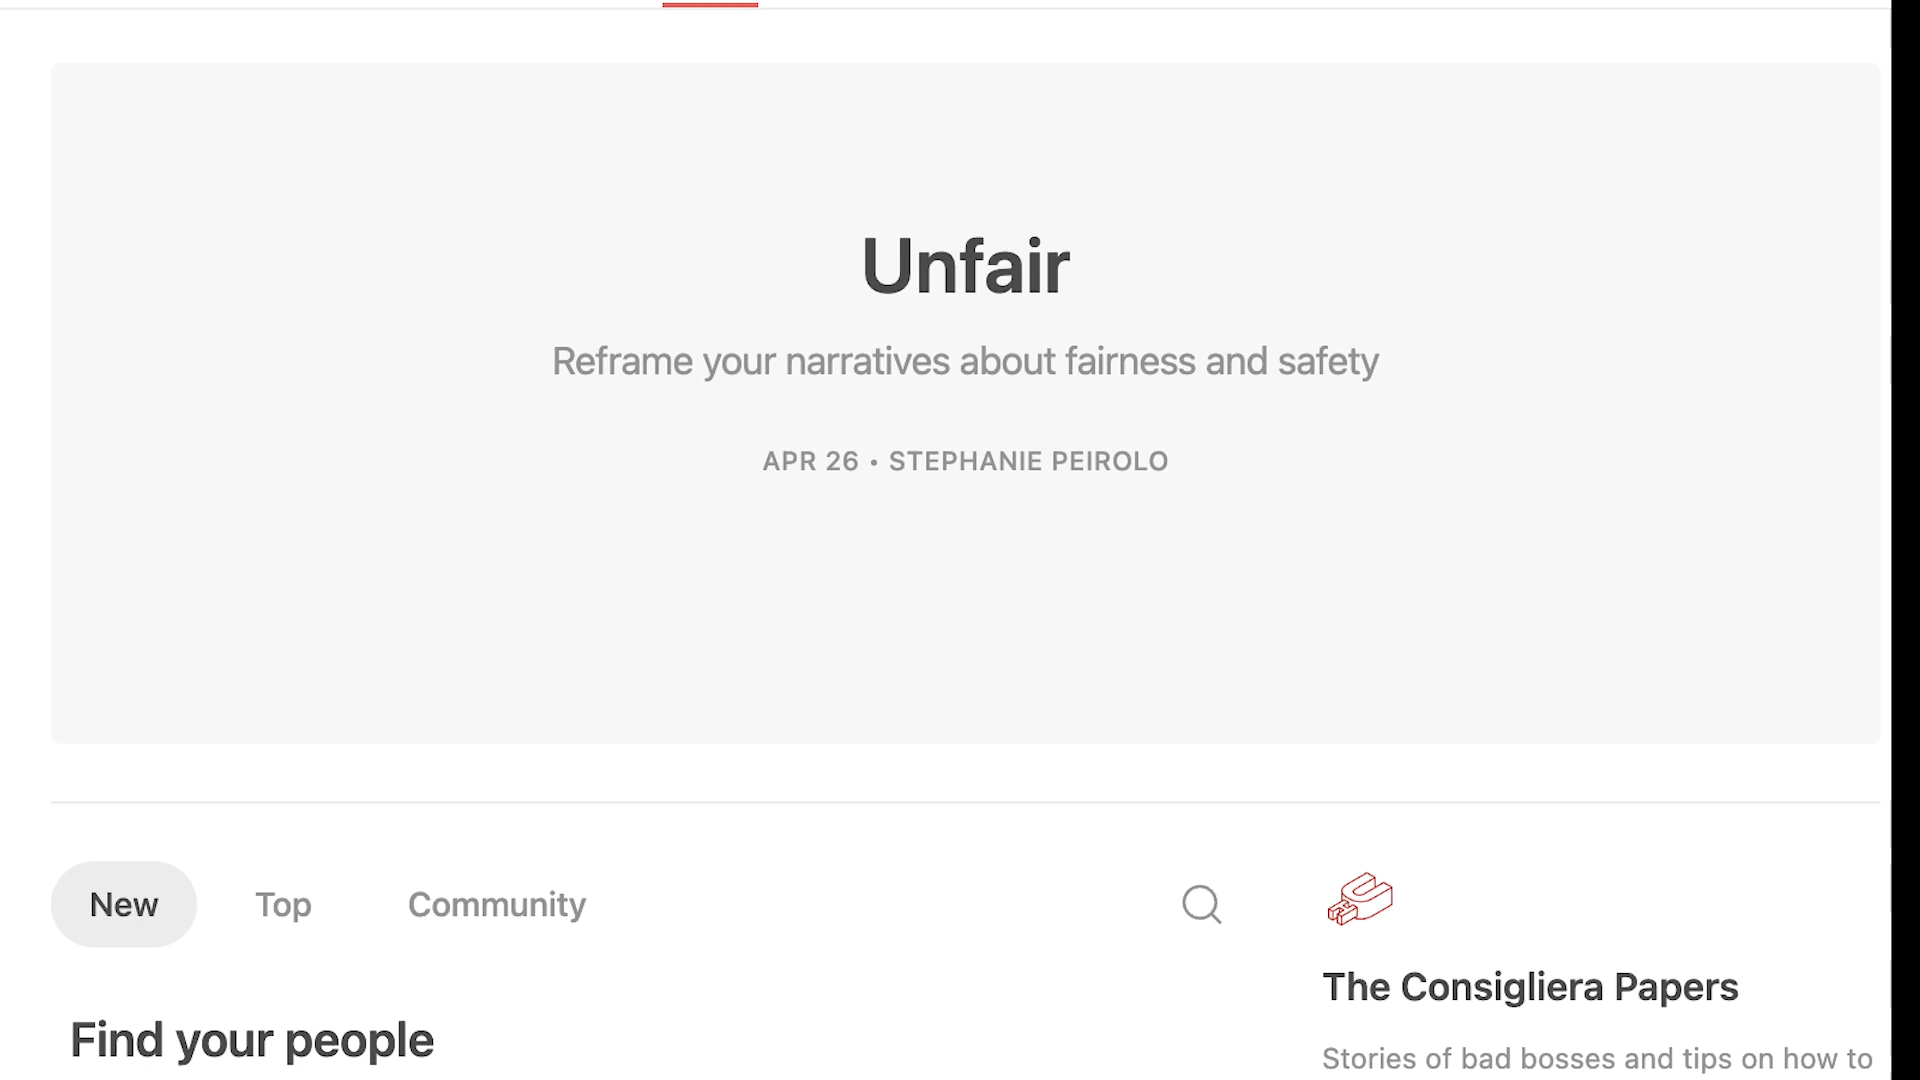 Unfair
Reframe your narratives about fairness and safety
APR 26 • STEPHANIE PEIROLO
New
Top
Community
The Consigliera Papers
Find your people
Stories of bad bosses and tips on how to